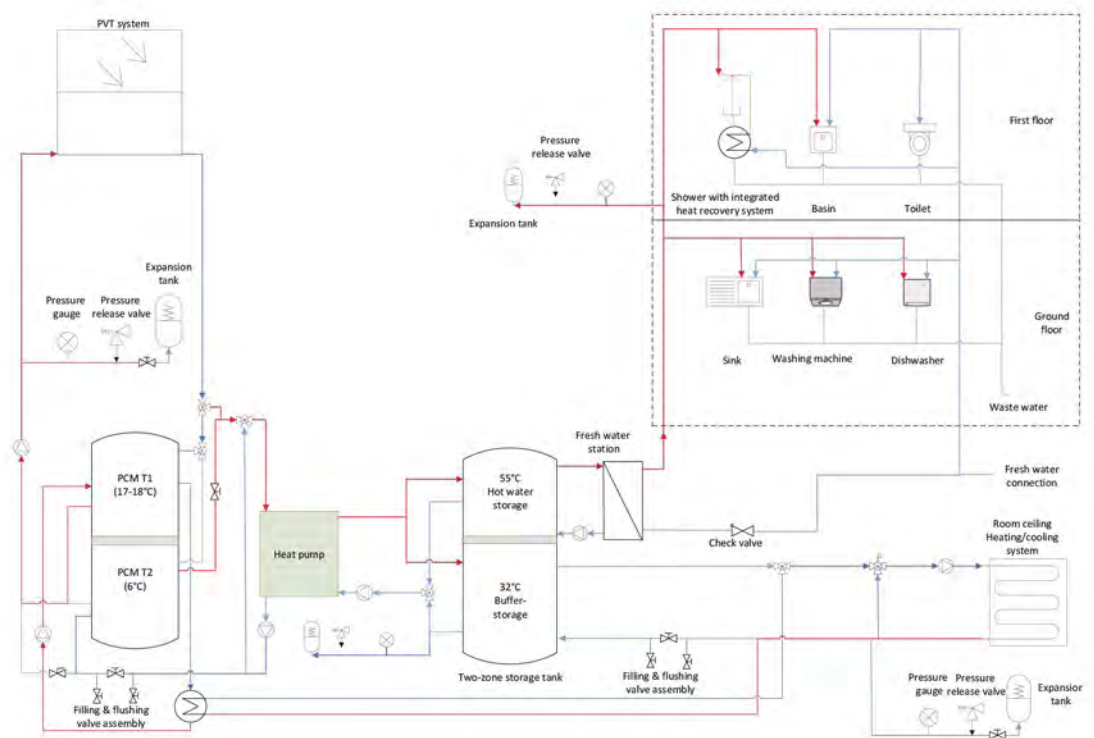 PVT system
First floor
Pressure
release valve
Expansion tank
Shower with integrated
heat recovery system
Basin
Toilet
Expansion
tank
Pressure
gauge
Pressure
release valve
Ground
floor
Sink
Washing machine
Dishwasher
Waste water
PCM T1
(17-18°C)
PCM T2
(6°C)
Fresh water
station
55°C
Hot water
storage
Fresh water
connection
Check valve
Room ceiling
Heating/cooling
system
Heat pump
32°C
Buffer-
storage
Two-zone storage tank
Filling & flushing
valve assembly
Filling & flushing
valve assembly
Pressure
gauge
Pressure
release valve
Expansior
tank